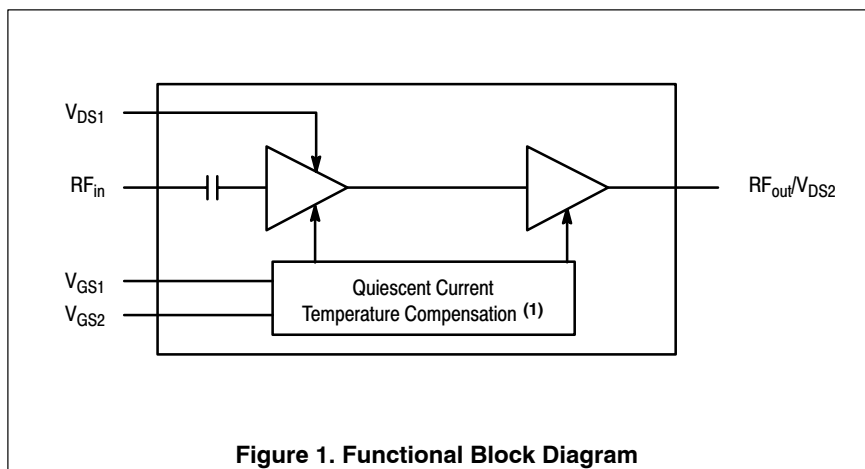 V_DS1
RF_in
RF_out/V_DS2
V_GS1
V_GS2
Quiescent Current
Temperature Compensation (1)
Figure 1. Functional Block Diagram